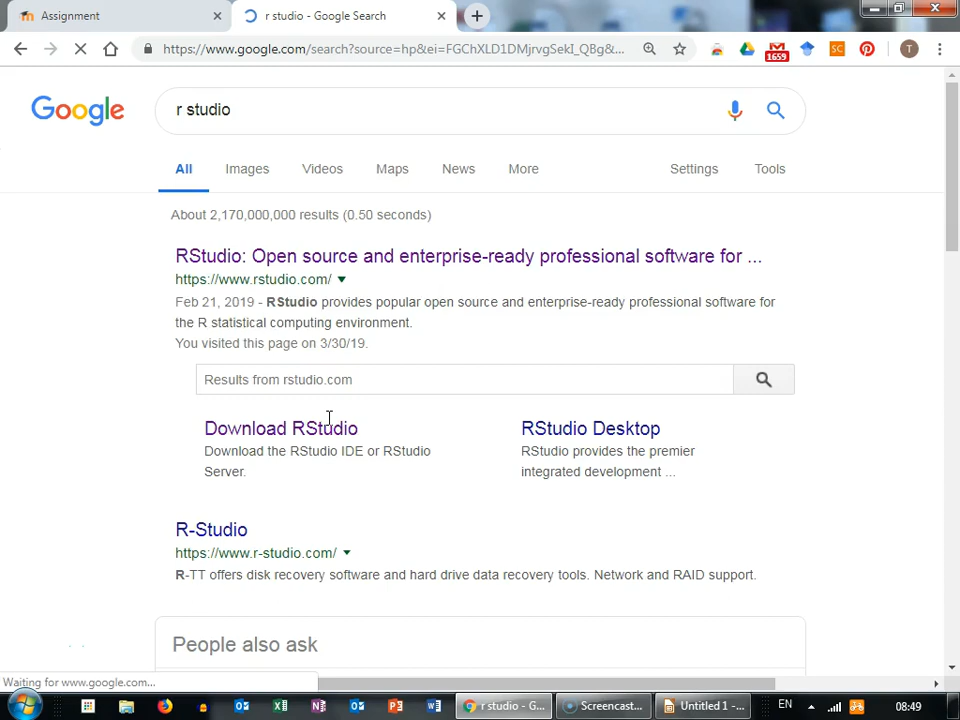 Assignment
r studio - Google Search
https://www.google.com/search?source=hp&ei=FGChXLD1DMjrvgSekI_QBg&...
1659
SC
T
Google
r studio
All Images Videos Maps News More Settings Tools
About 2,170,000,000 results (0.50 seconds)
RStudio: Open source and enterprise-ready professional software for ...
https://www.rstudio.com/
Feb 21, 2019 - RStudio provides popular open source and enterprise-ready professional software for
the R statistical computing environment.
You visited this page on 3/30/19.
Results from rstudio.com
Download RStudio
Download the RStudio IDE or RStudio
Server.
RStudio Desktop
RStudio provides the premier
integrated development ...
R-Studio
https://www.r-studio.com/
R-TT offers disk recovery software and hard drive data recovery tools. Network and RAID support.
People also ask
Waiting for www.google.com...
r studio - G...
Screencast...
Untitled 1 -...
EN
08:49